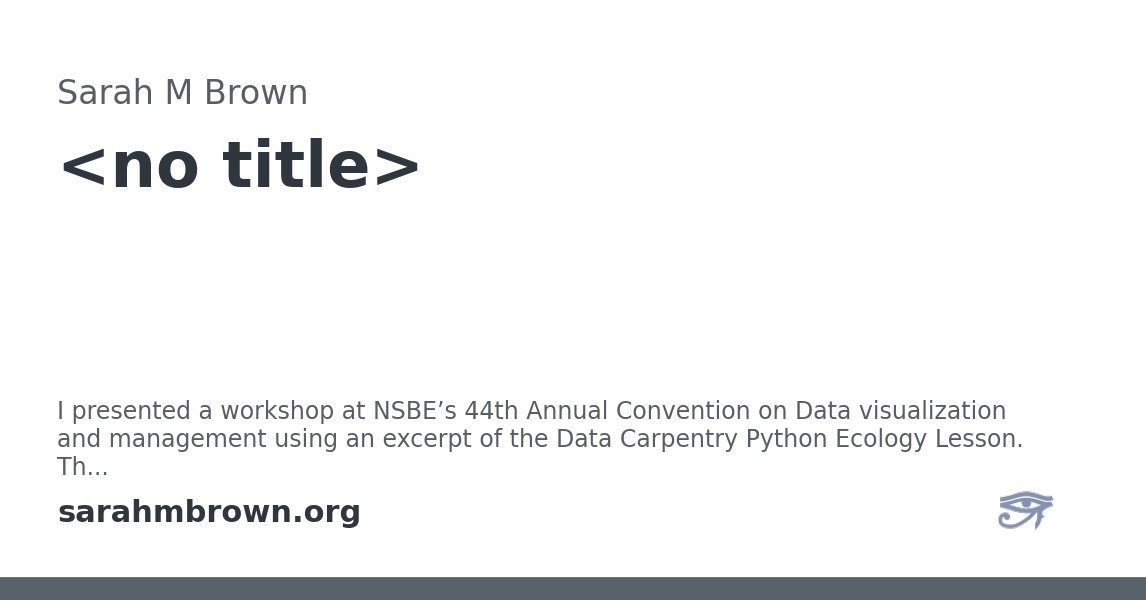 Sarah M Brown
<no title>
I presented a workshop at NSBE’s 44th Annual Convention on Data visualization
and management using an excerpt of the Data Carpentry Python Ecology Lesson.
Th...
sarahmbrown.org